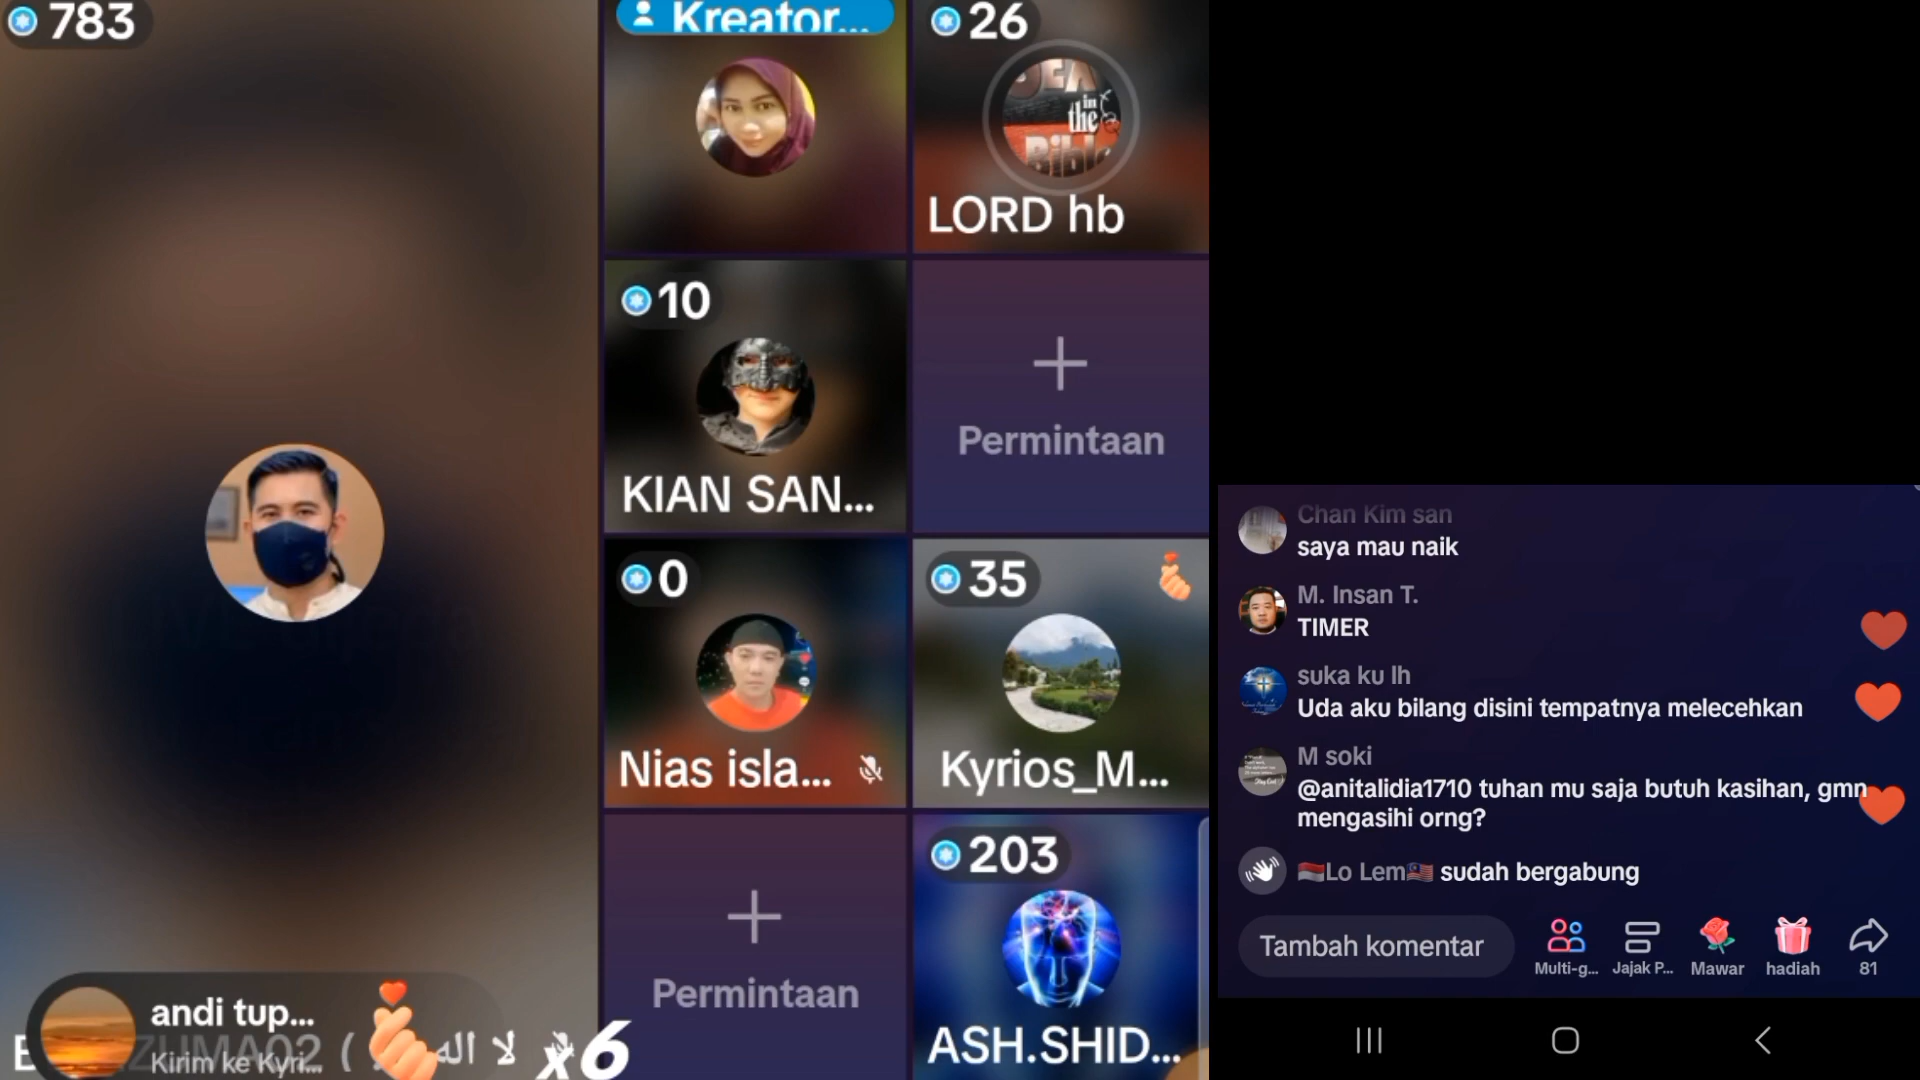 783
Kreator...
26
in
the
Bible
LORD hb
10
KIAN SAN...
Permintaan
0
Nias isla...
35
Kyrios_M...
Permintaan
203
ASH.SHID...
andi tup...
Kirim ke Kyri...
x6
Chan Kim san
saya mau naik
M. Insan T.
TIMER
suka ku lh
Uda aku bilang disini tempatnya melecehkan
M soki
@anitalidia1710 tuhan mu saja butuh kasihan, gmn
mengasihi orng?
Lo Lem sudah bergabung
Tambah komentar
Multi-g...
Jajak P...
Mawar
hadiah
81